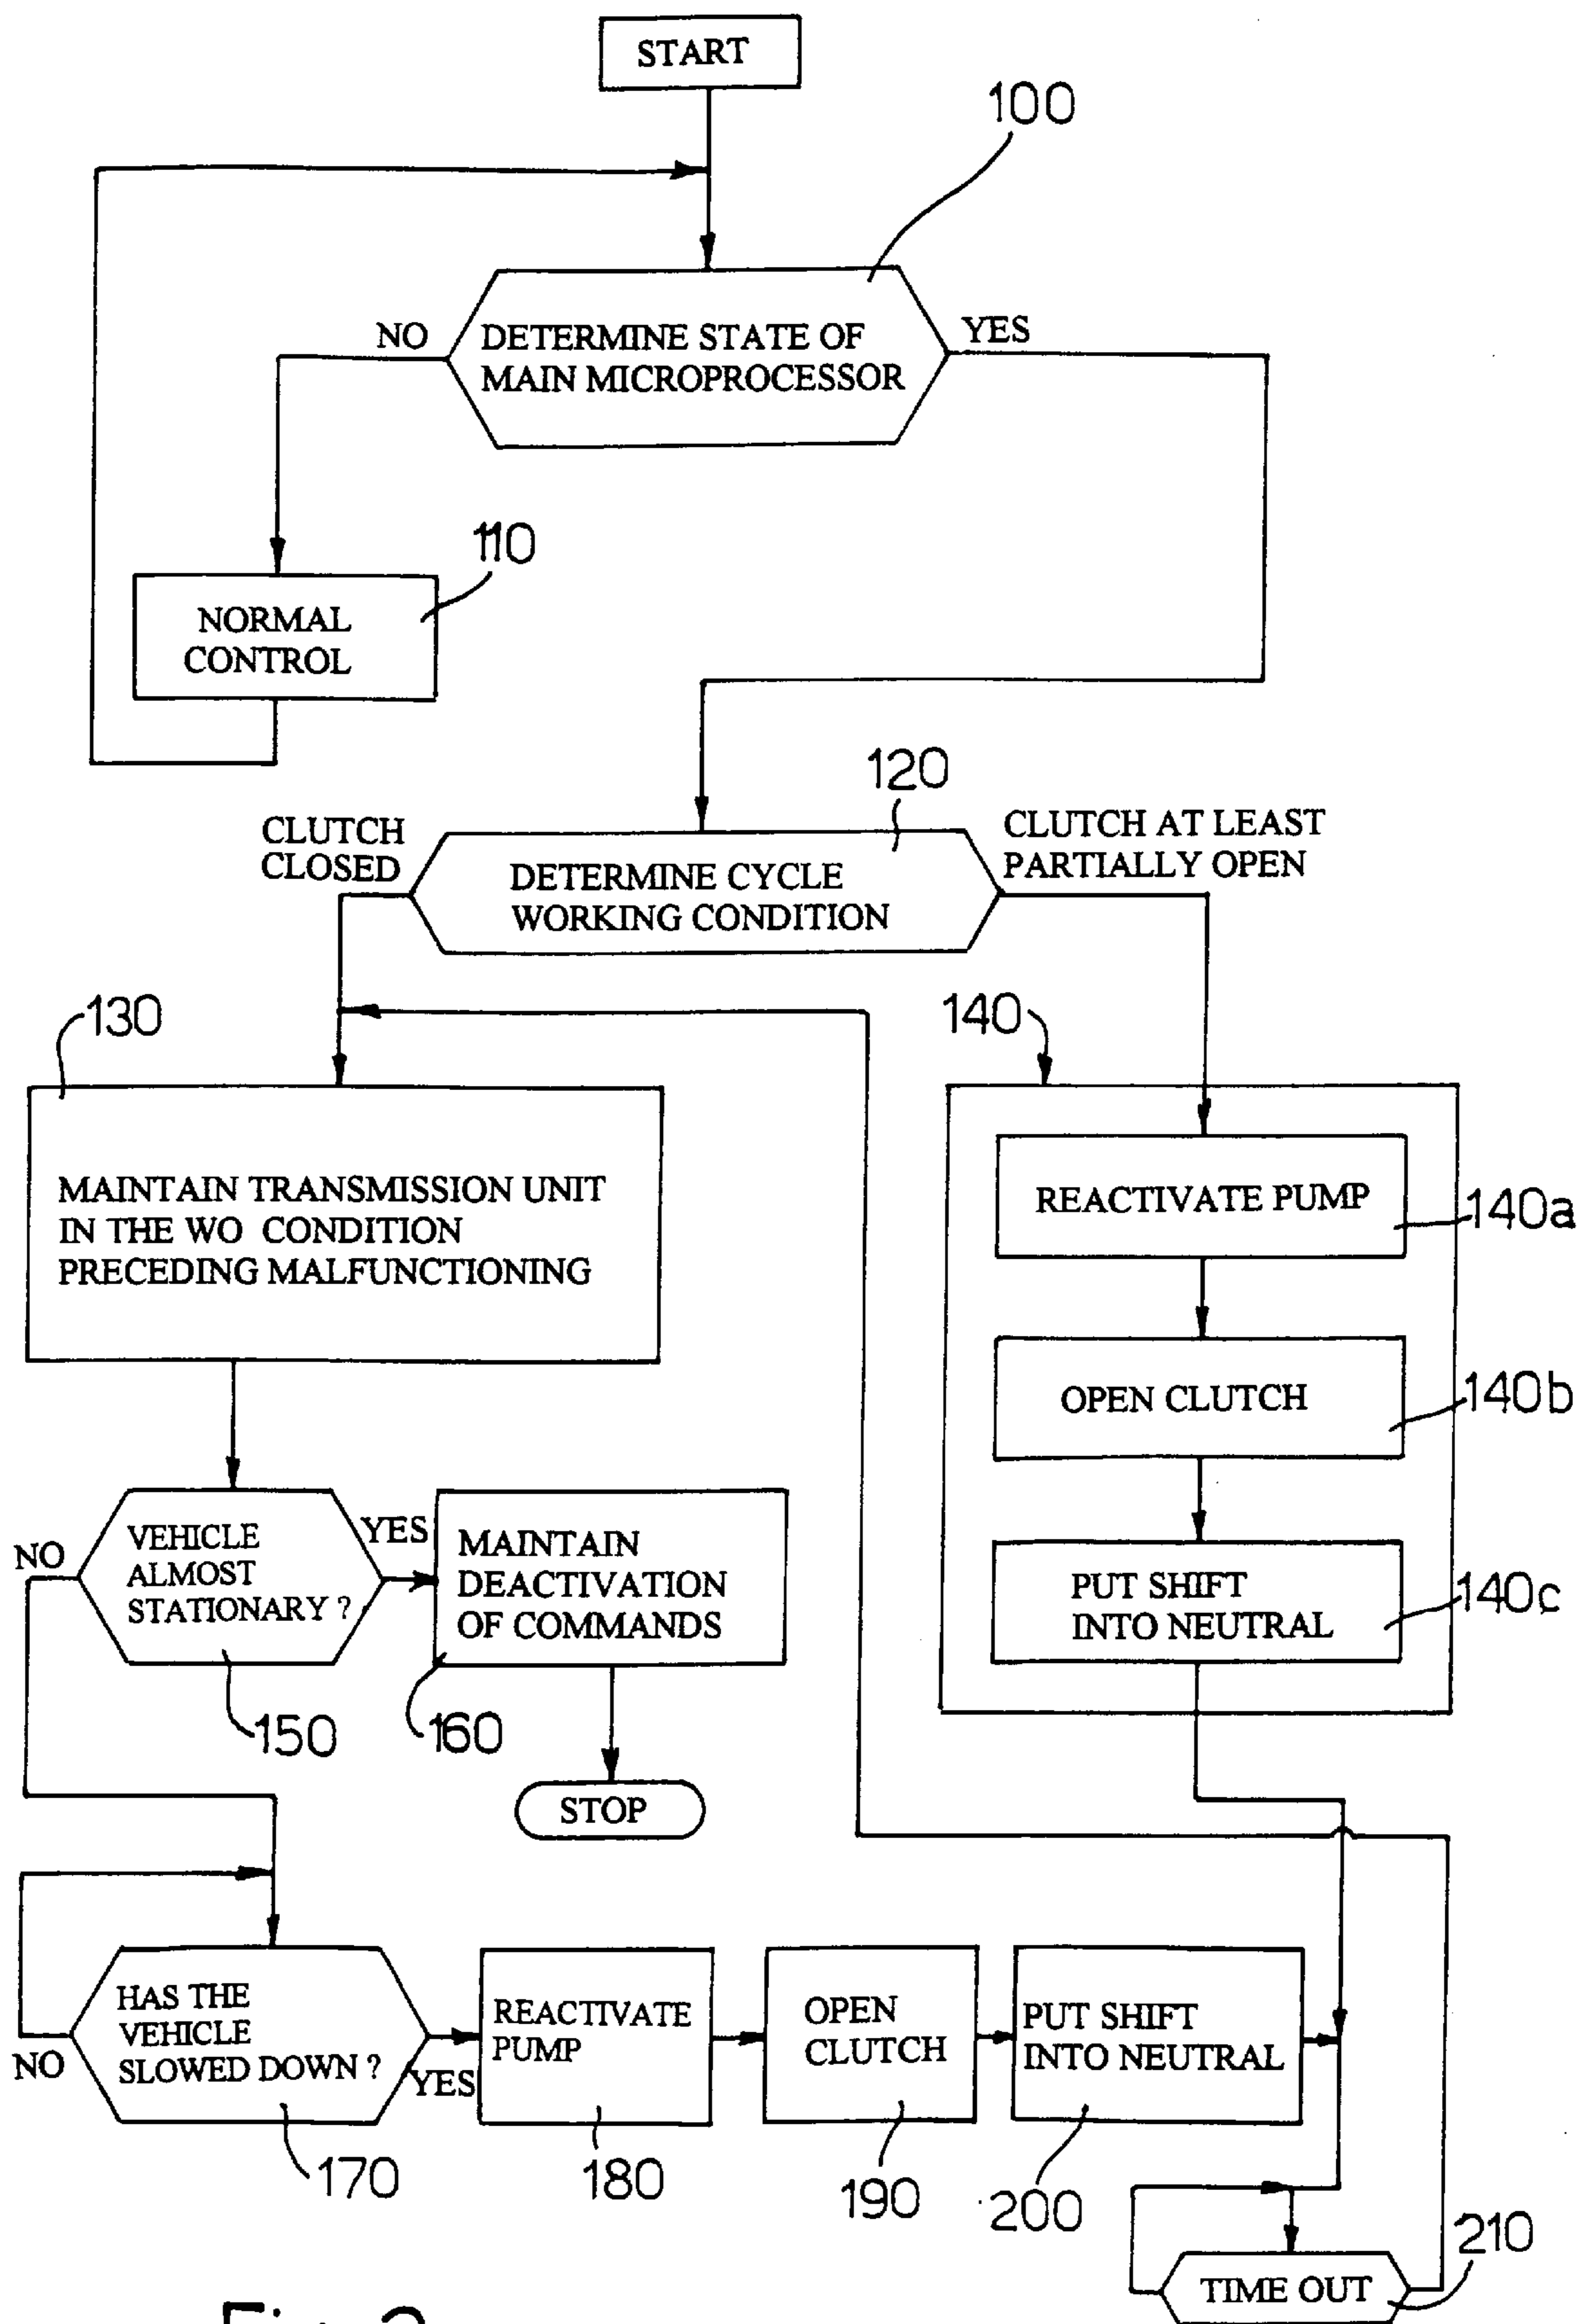 START
100
NO
DETERMINE STATE OF
MAIN MICROPROCESSOR
YES
110
NORMAL
CONTROL
120
CLUTCH
CLOSED
DETERMINE CYCLE
WORKING CONDITION
CLUTCH AT LEAST
PARTIALLY OPEN
130
140
MAINTAIN TRANSMISSION UNIT
IN THE WO CONDITION
PRECEDING MALFUNCTIONING
REACTIVATE PUMP
140a
OPEN CLUTCH
140b
PUT SHIFT
INTO NEUTRAL
140c
NO
VEHICLE
ALMOST
STATIONARY ?
YES
MAINTAIN
DEACTIVATION
OF COMMANDS
150
160
STOP
HAS THE
VEHICLE
SLOWED DOWN ?
NO
YES
REACTIVATE
PUMP
OPEN
CLUTCH
PUT SHIFT
INTO NEUTRAL
170
180
190
200
210
TIME OUT